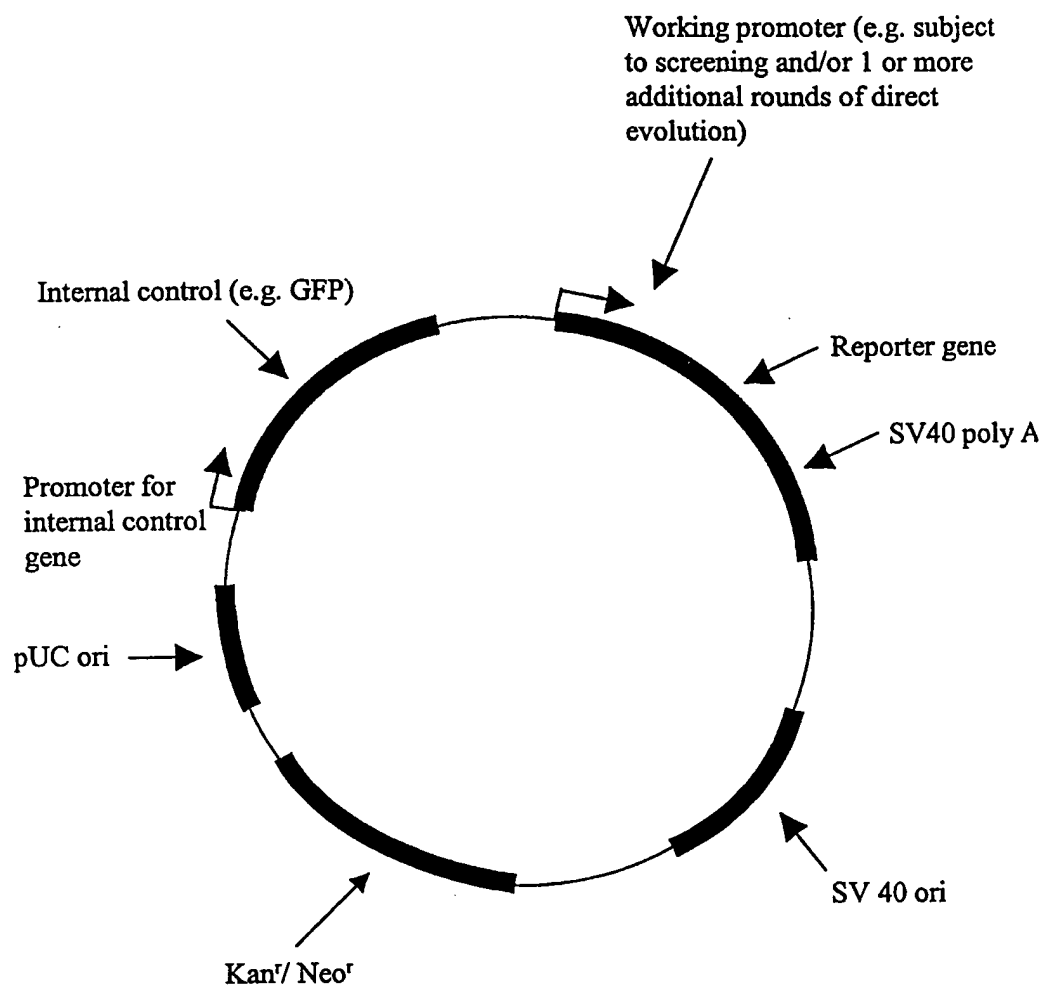 Working promoter (e.g. subject
to screening and/or 1 or more
additional rounds of direct
evolution)
Internal control (e.g. GFP)
Reporter gene
SV40 poly A
Promoter for
internal control
gene
pUC ori
SV 40 ori
Kanʳ/ Neoʳ